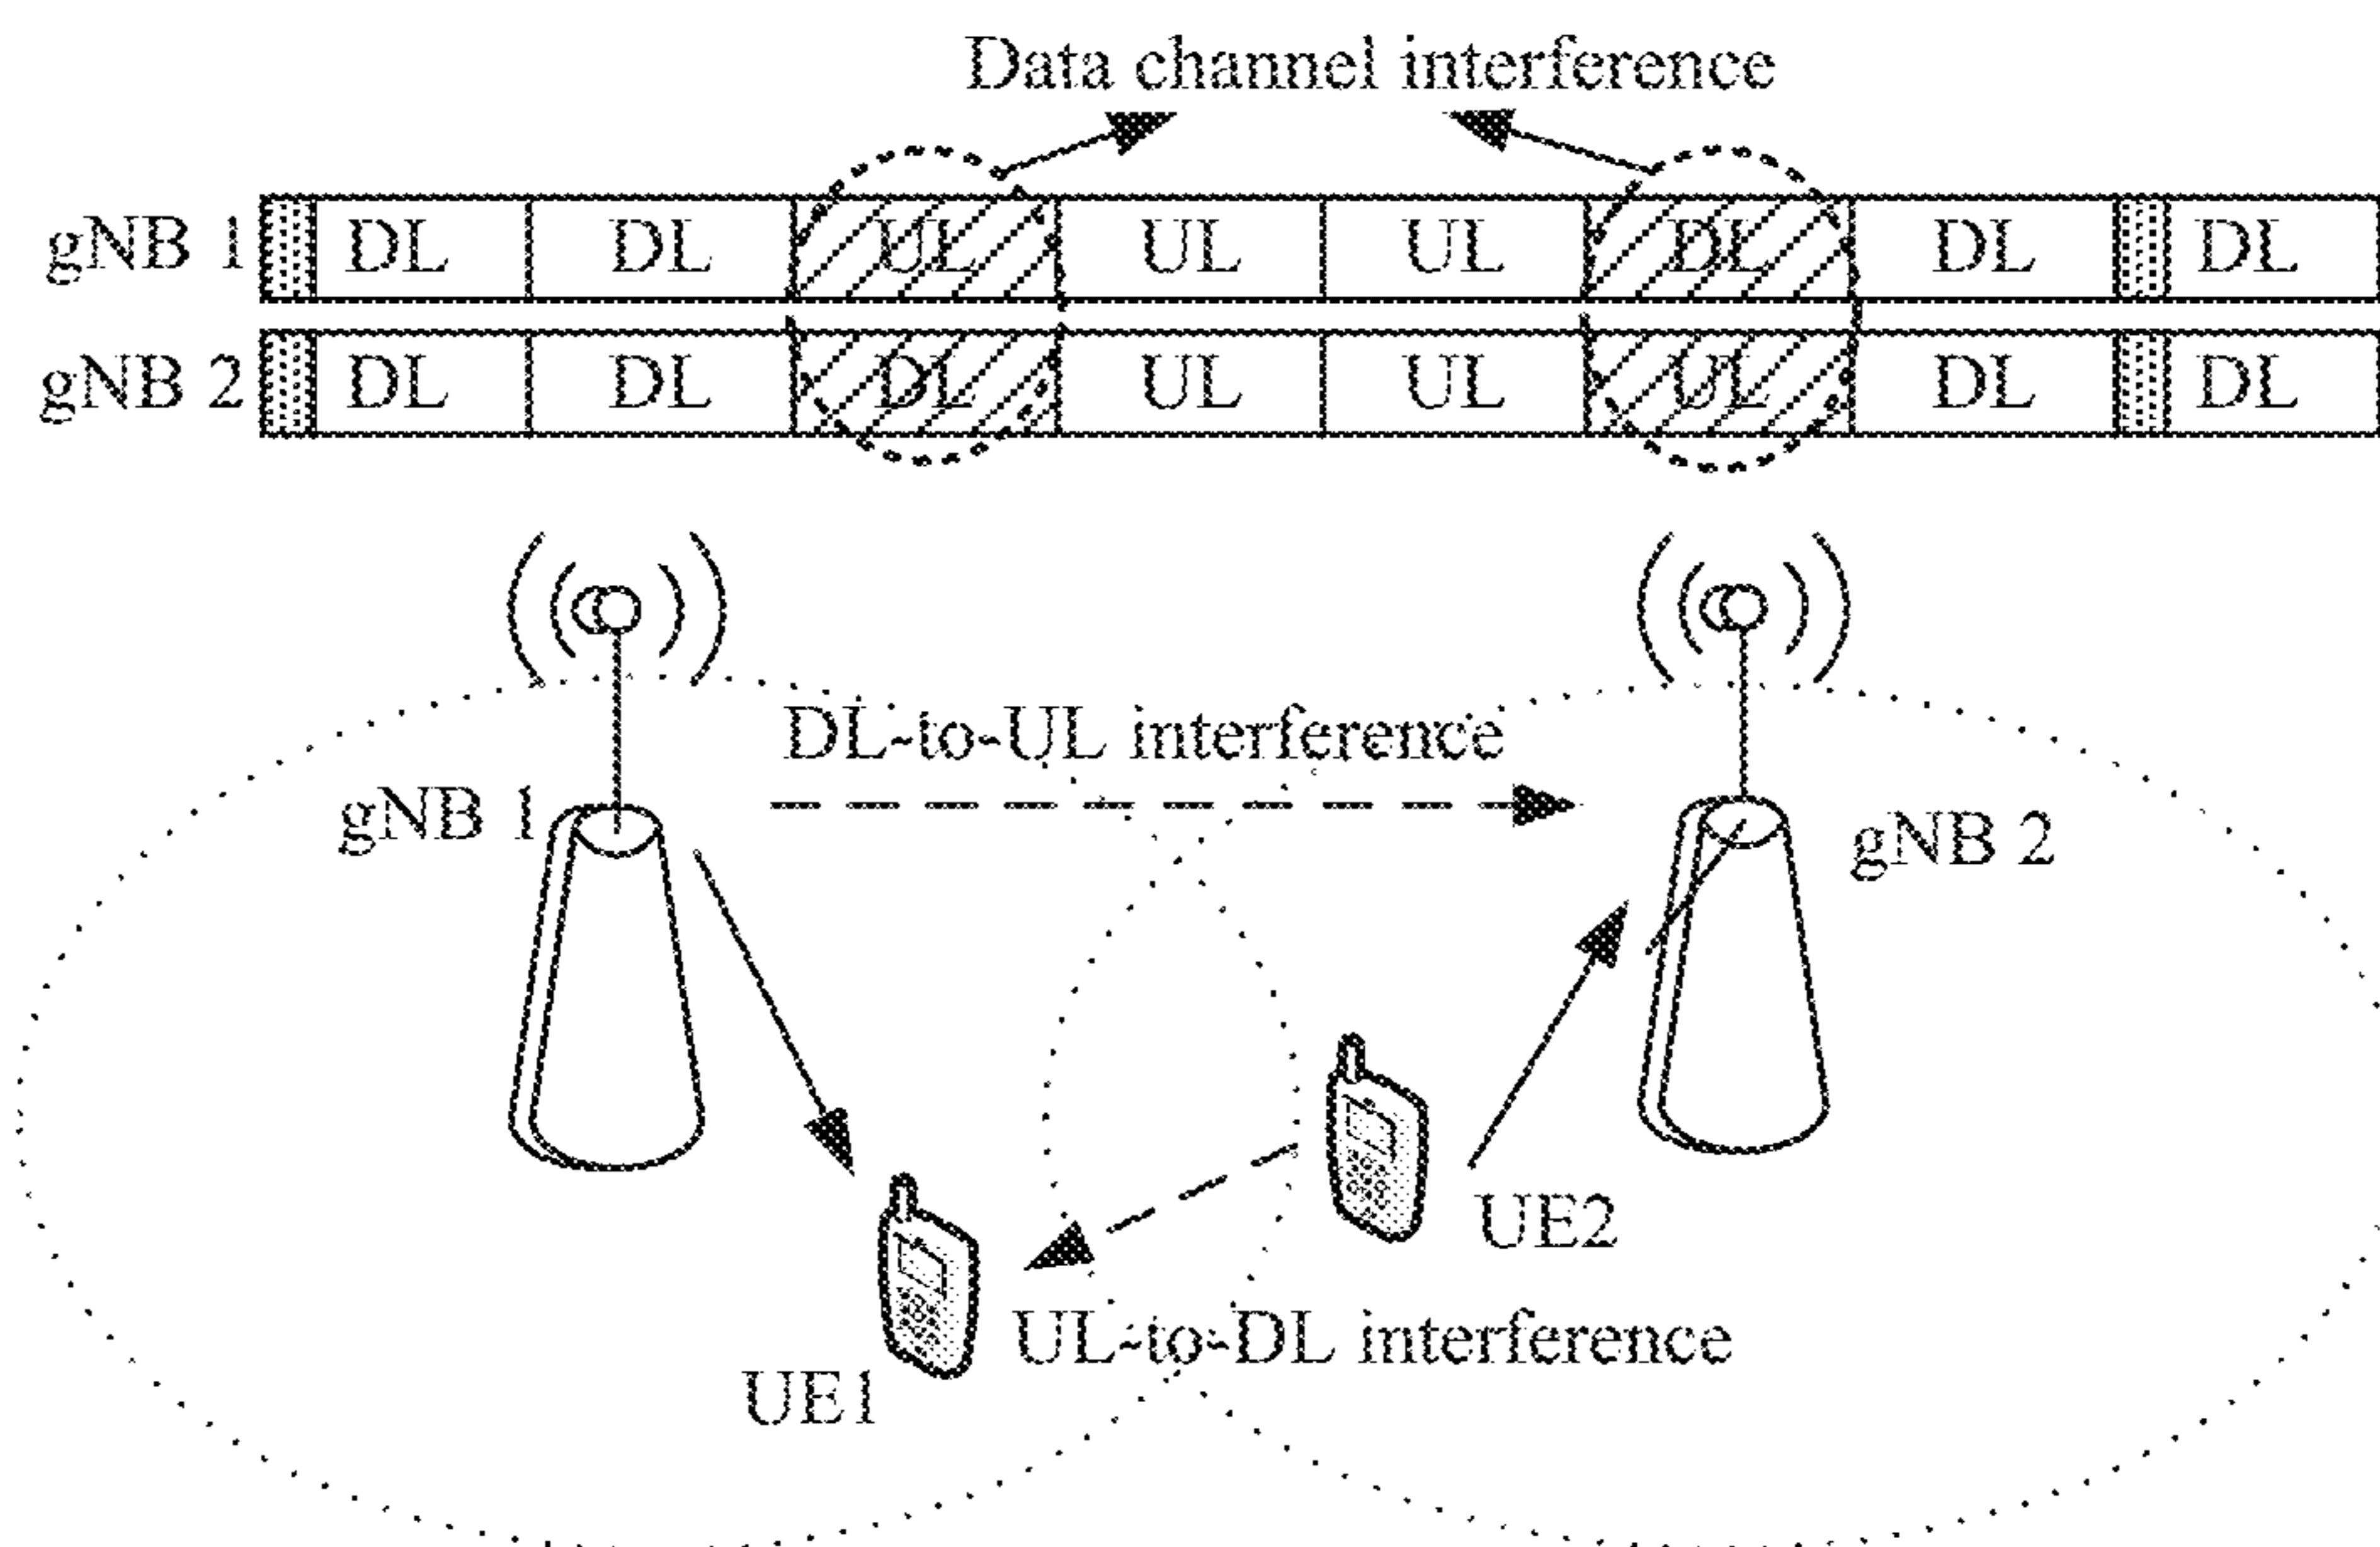 Data channel interference
gNB 1 DL DL UL UL UL DL DL DL
gNB 2 DL DL DL UL UL UL DL DL
DL-to-UL interference
gNB 1
gNB 2
UE2
UL-to-DL interference
UE1